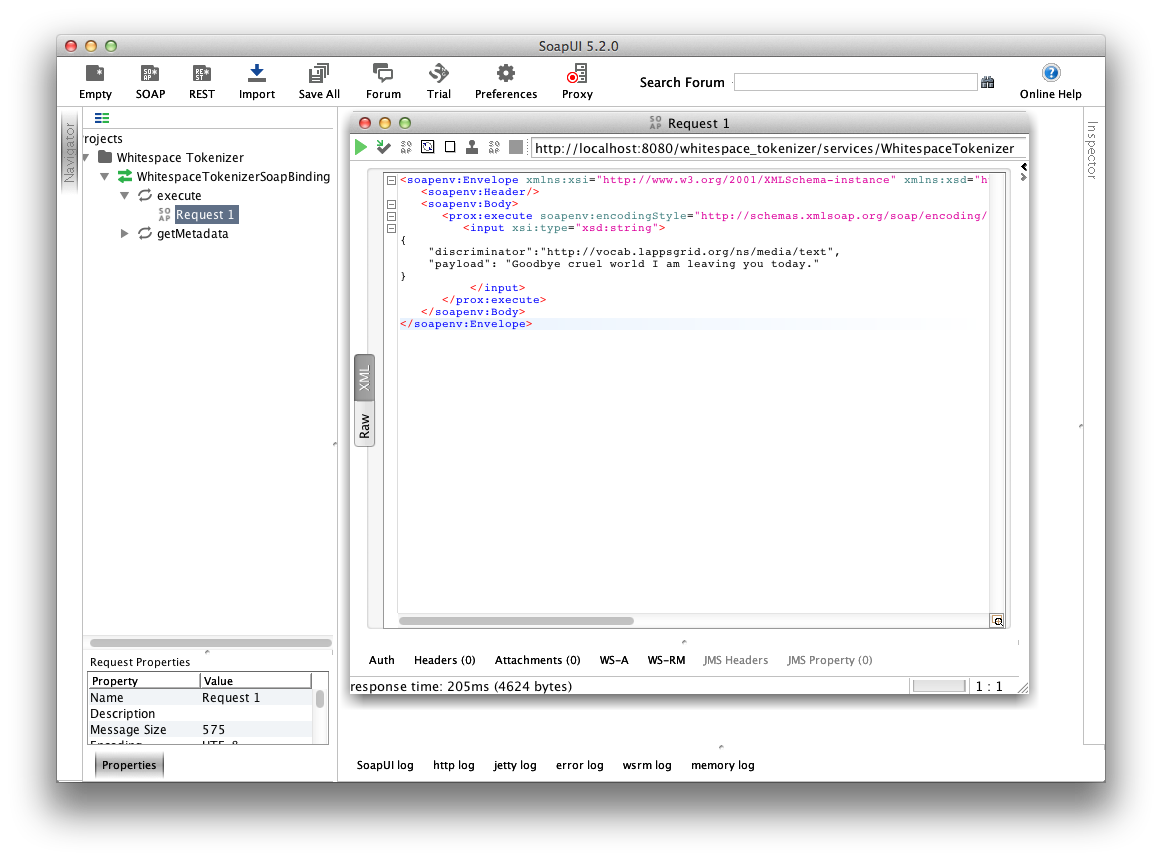 SoapUI 5.2.0
Empty SOAP REST Import Save All Forum Trial Preferences Proxy Search Forum Online Help
Navigator
rojects
Whitespace Tokenizer
WhitespaceTokenizerSoapBinding
execute
SO AP Request 1
getMetadata
Request Properties
Property Value
Name Request 1
Description
Message Size 575
Encoding UTF-8
Properties
SO AP Request 1
http://localhost:8080/whitespace_tokenizer/services/WhitespaceTokenizer
<soapenv:Envelope xmlns:xsi="http://www.w3.org/2001/XMLSchema-instance" xmlns:xsd="h
<soapenv:Header/>
<soapenv:Body>
<prox:execute soapenv:encodingStyle="http://schemas.xmlsoap.org/soap/encoding/
<input xsi:type="xsd:string">
{
"discriminator":"http://vocab.lappsgrid.org/ns/media/text",
"payload": "Goodbye cruel world I am leaving you today."
}
</input>
</prox:execute>
</soapenv:Body>
</soapenv:Envelope>
XML
Raw
Auth Headers (0) Attachments (0) WS-A WS-RM JMS Headers JMS Property (0)
response time: 205ms (4624 bytes) 1 : 1
SoapUI log http log jetty log error log wsrm log memory log
Inspector